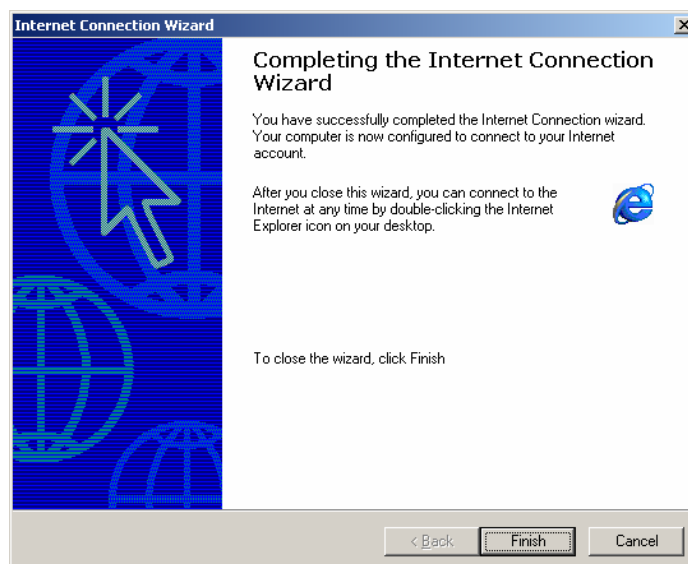 Internet Connection Wizard
Completing the Internet Connection
Wizard
You have successfully completed the Internet Connection wizard.
Your computer is now configured to connect to your Internet
account.
After you close this wizard, you can connect to the
Internet at any time by double-clicking the Internet
Explorer icon on your desktop.
To close the wizard, click Finish
< Back Finish Cancel